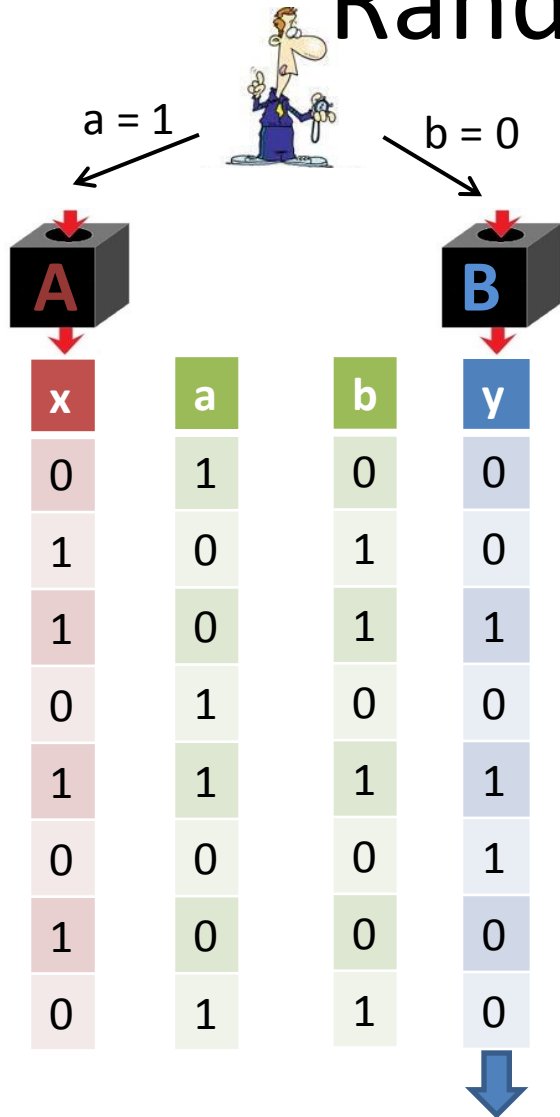 Rand
a = 1
b = 0
A B
x a b y
0 1 0 0
1 0 1 0
1 0 1 1
0 1 0 0
1 1 1 1
0 0 0 1
1 0 0 0
0 1 1 0